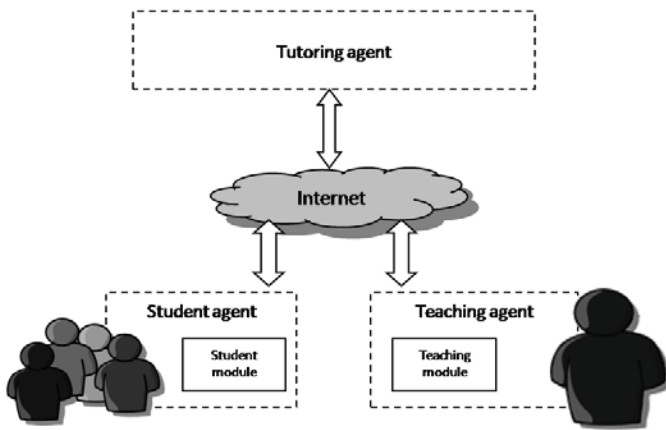 Tutoring agent
Internet
Student agent
Student
module
Teaching agent
Teaching
module